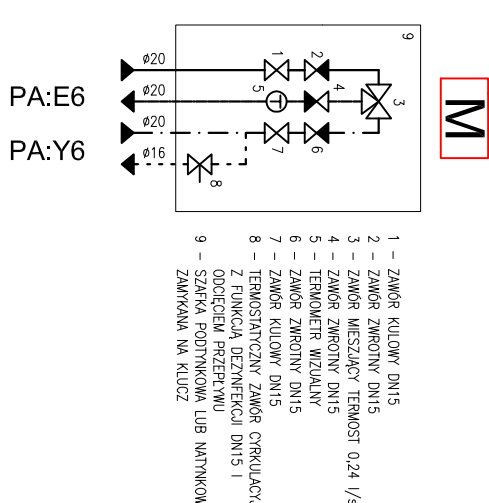 PA:E6
PA:Y6
ø20
ø20
ø20
ø16
1
2
3
4
5
T
6
7
8
9
M
1 - ZAWÓR KULOWY DN15
2 - ZAWÓR ZWROTNY DN15
3 - ZAWÓR MIESZJĄCY TERMOST 0,24 l/s
4 - ZAWÓR ZWROTNY DN15
5 - TERMOMETR WIZUALNY
6 - ZAWÓR ZWROTNY DN15
7 - ZAWÓR KULOWY DN15
8 - TERMOSTATYCZNY ZAWÓR CYRKULACY
Z FUNKCJĄ DEZYNFEKCJI DN15 I
ODCIĘCIEM PRZEPŁYWU
9 - SZAFKA PODTYNKOWA LUB NATYNKOW
ZAMYKANA NA KLUCZ